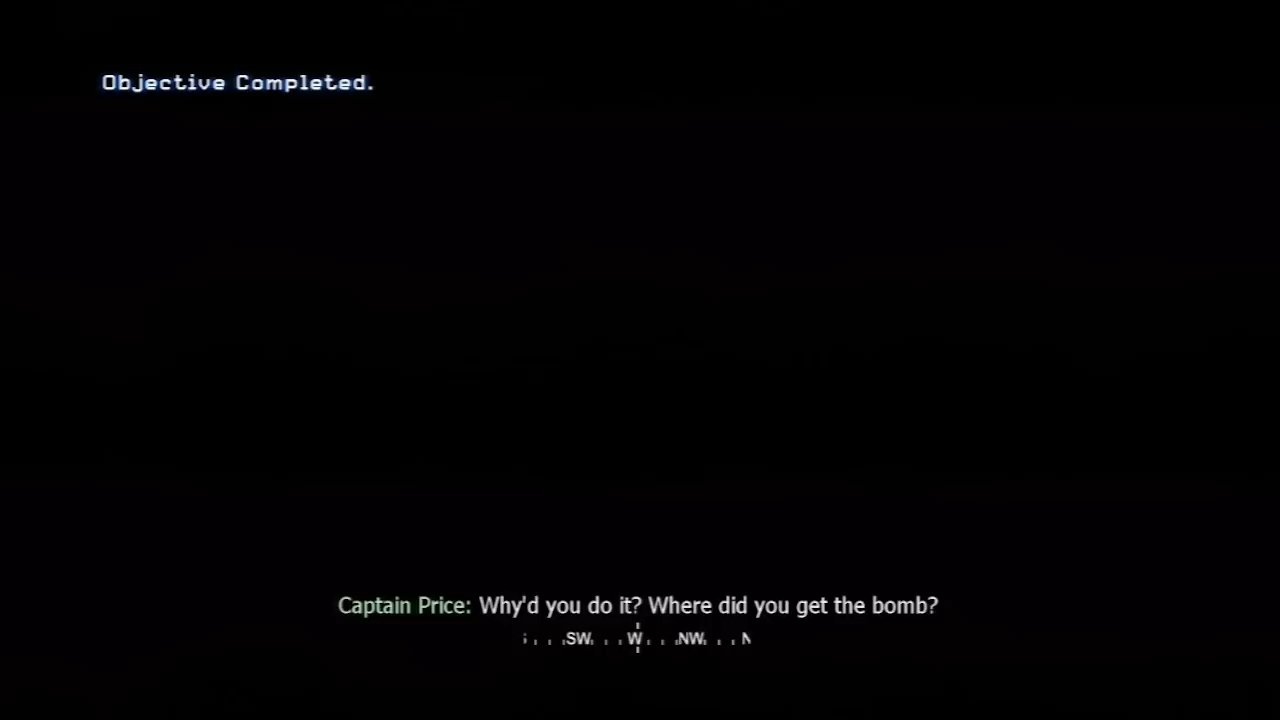 Objective Completed.
Captain Price: Why'd you do it? Where did you get the bomb?
SW W NW N